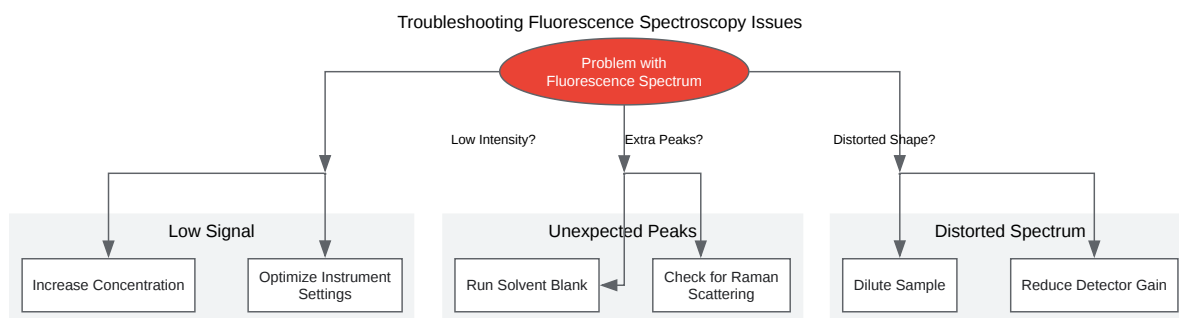 Troubleshooting Fluorescence Spectroscopy Issues
Problem with
Fluorescence Spectrum
Low Intensity?
Extra Peaks?
Distorted Shape?
Low Signal
Unexpected Peaks
Distorted Spectrum
Increase Concentration
Optimize Instrument
Settings
Run Solvent Blank
Check for Raman
Scattering
Dilute Sample
Reduce Detector Gain